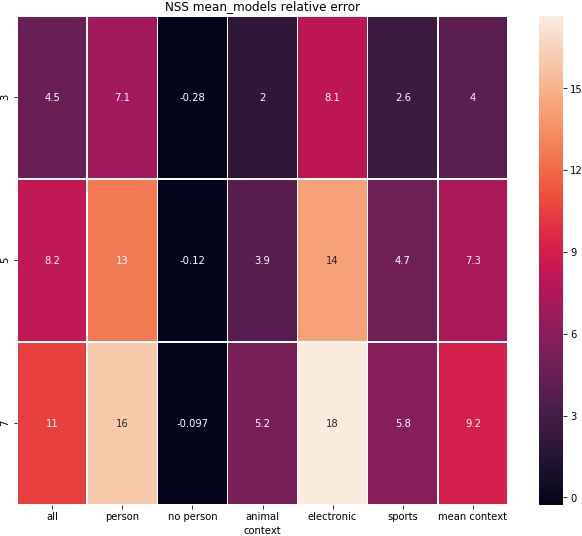 NSS mean_models relative error
3 4.5 7.1 -0.28 2 8.1 2.6 4
5 8.2 13 -0.12 3.9 14 4.7 7.3
7 11 16 -0.097 5.2 18 5.8 9.2
all person no person animal electronic sports mean context
context
15
12
9
6
3
0